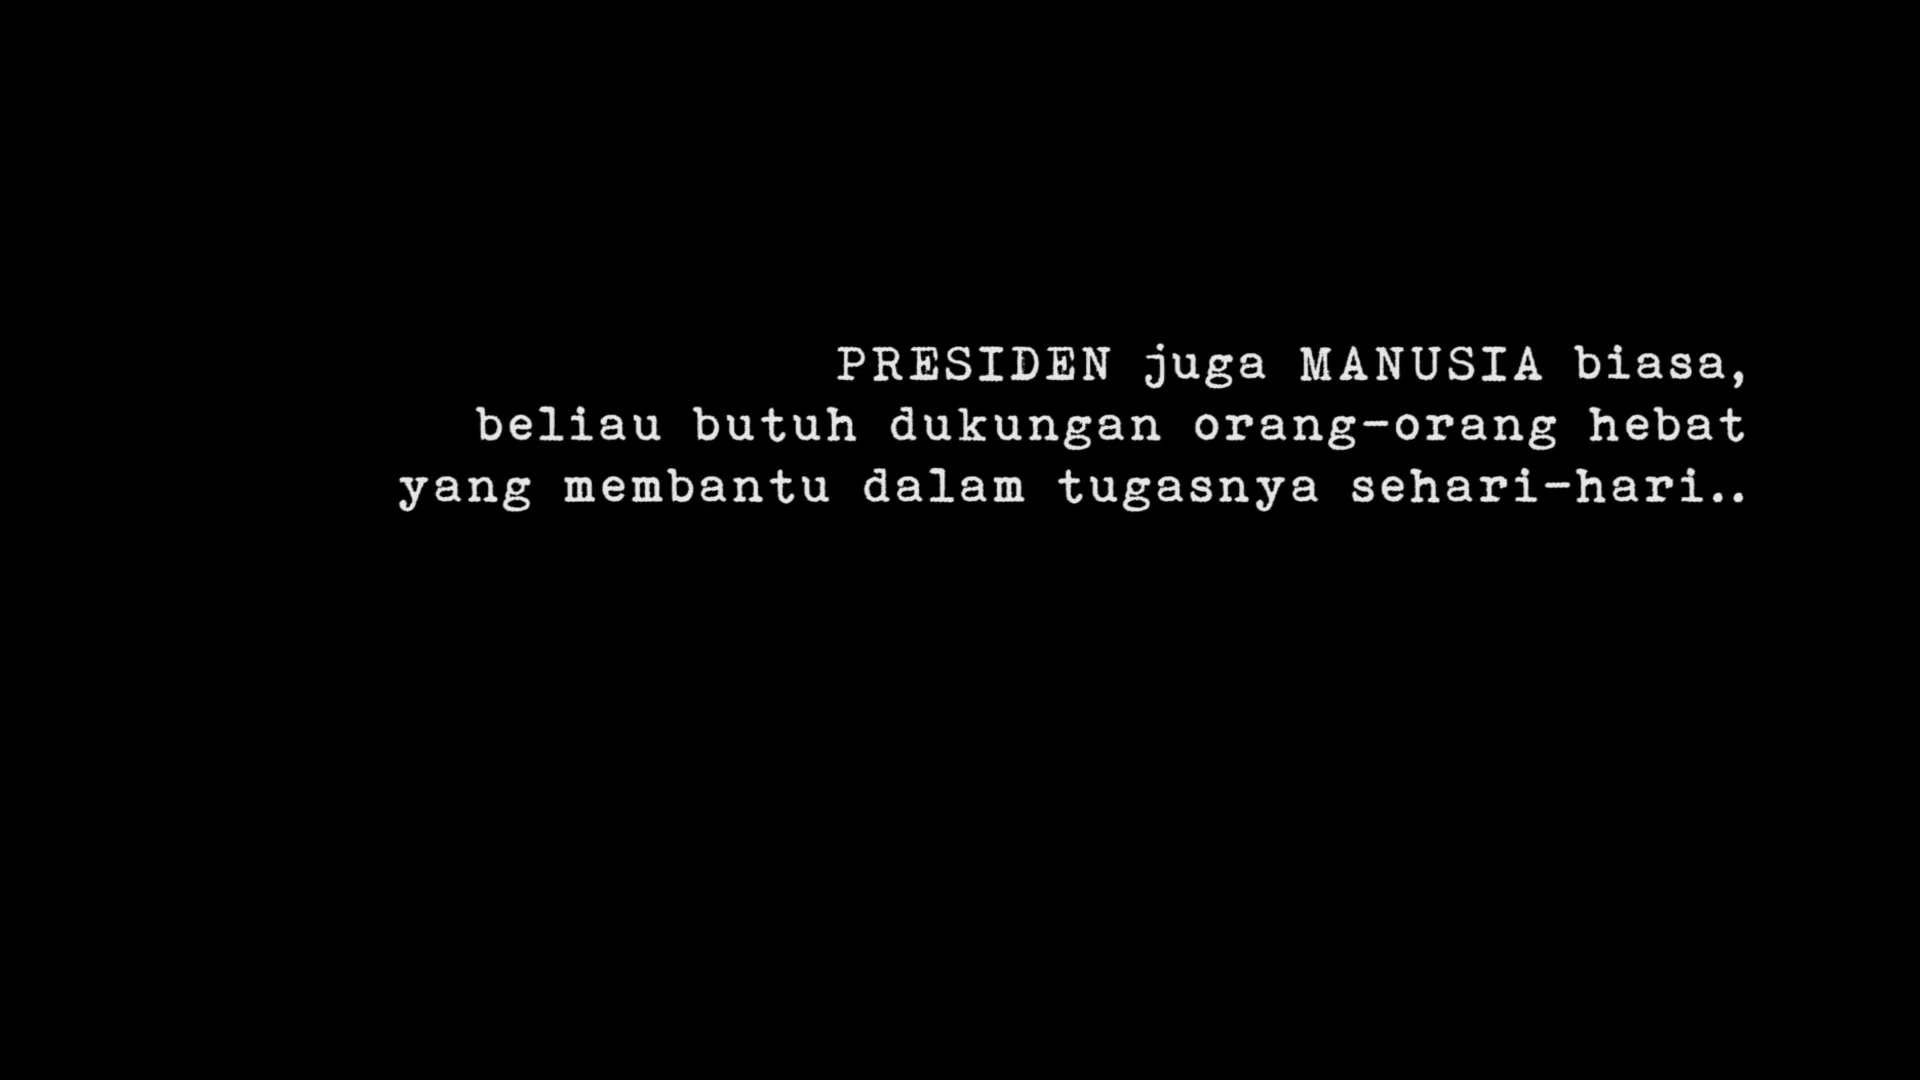 PRESIDEN juga MANUSIA biasa,
beliau butuh dukungan orang-orang hebat
yang membantu dalam tugasnya sehari-hari..